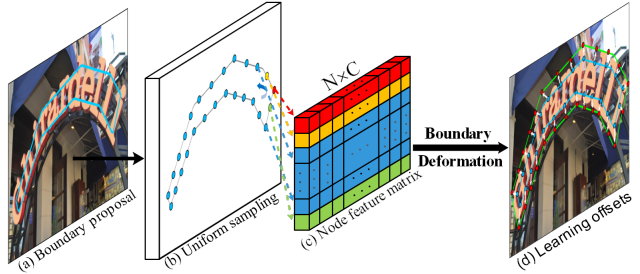 N×C
Boundary
Deformation
(a) Boundary proposal
(b) Uniform sampling
(c) Node feature matrix
(d) Learning offsets